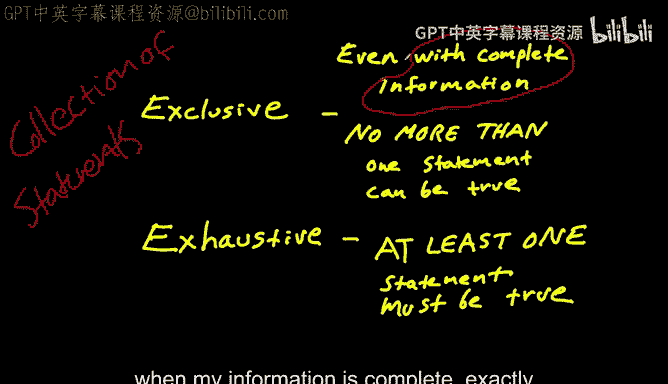 GPT中英字幕课程资源@bilibili.com
GPT中英字幕课程资源 bilibili
Collection of
Statements
Even with complete
Information
Exclusive -
NO MORE THAN
one statement
can be true
Exhaustive - AT LEAST ONE
statement
must be true
when my information is complete, exactly